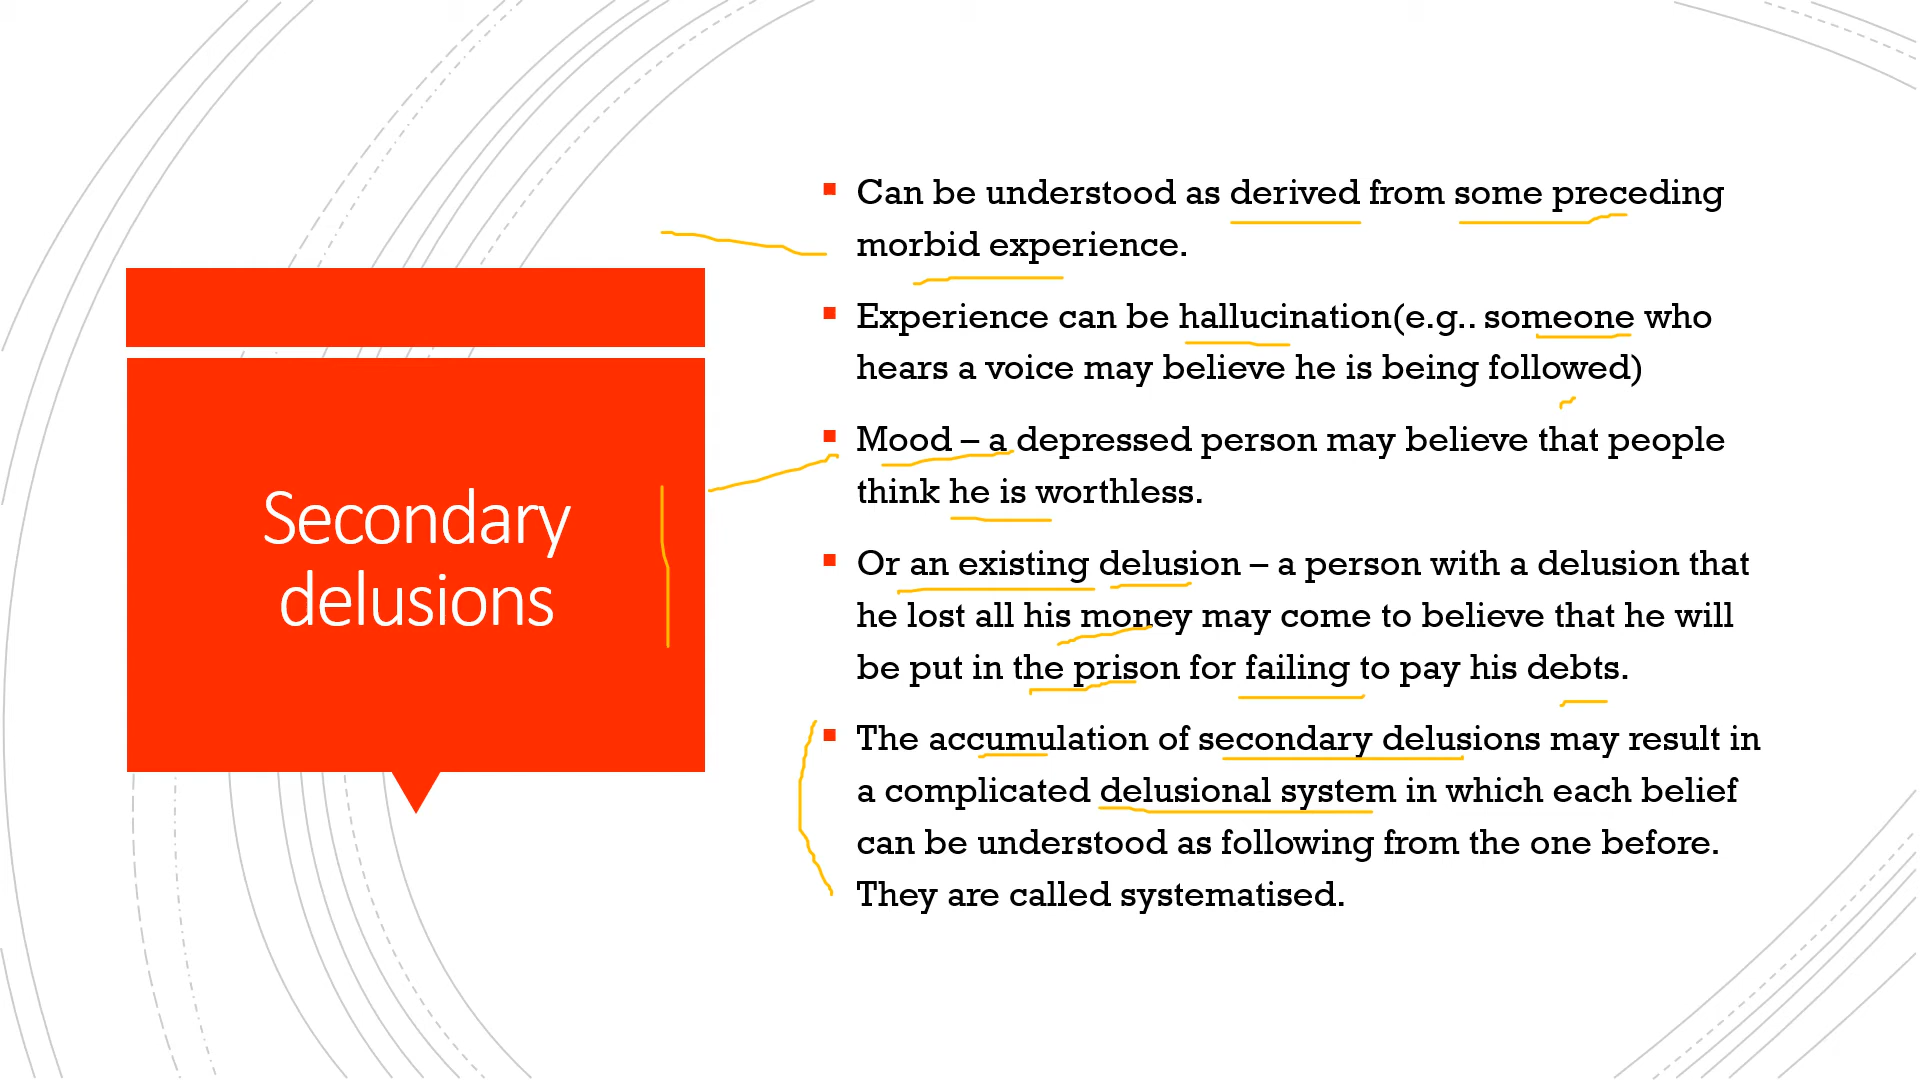 Secondary
delusions
Can be understood as derived from some preceding
morbid experience.
Experience can be hallucination(e.g.. someone who
hears a voice may believe he is being followed)
Mood – a depressed person may believe that people
think he is worthless.
Or an existing delusion – a person with a delusion that
he lost all his money may come to believe that he will
be put in the prison for failing to pay his debts.
The accumulation of secondary delusions may result in
a complicated delusional system in which each belief
can be understood as following from the one before.
They are called systematised.